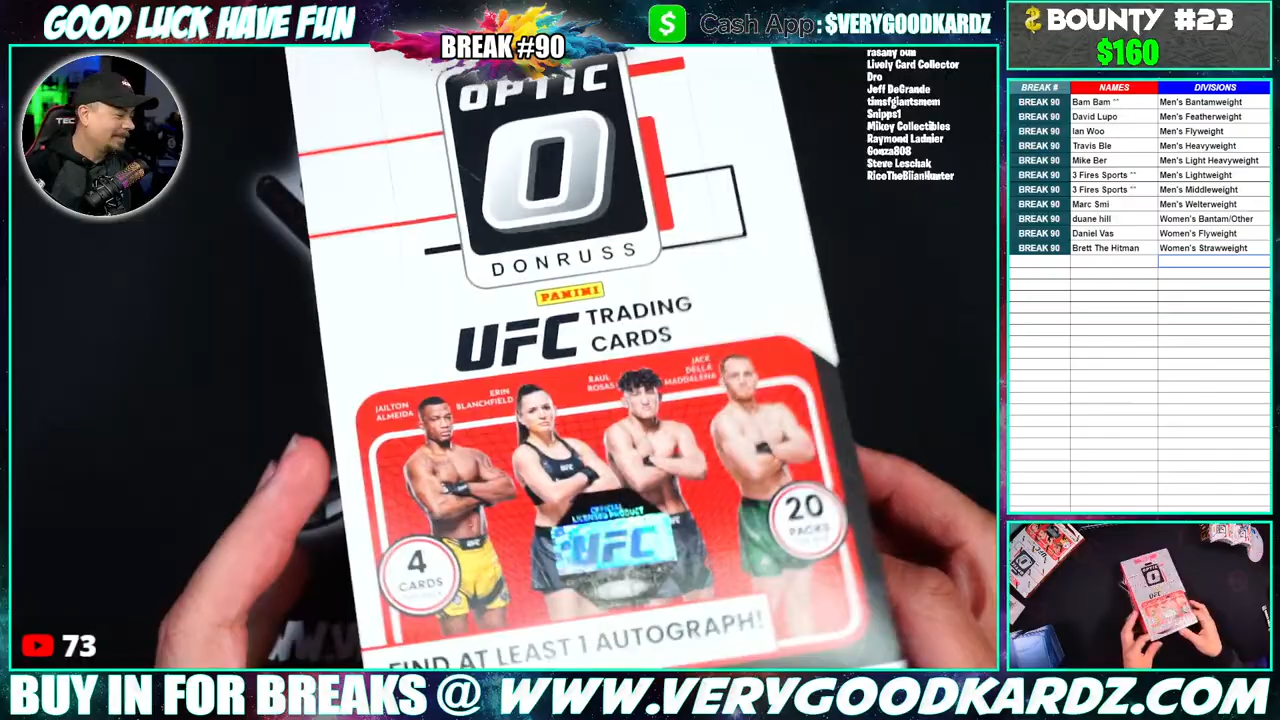 GOOD LUCK HAVE FUN
BREAK #90
$ Cash App : $VERYGOODKARDZ
$ BOUNTY #23
$160
Lively Card Collector
Dro
Jeff DeGrande
timsfgiantsmom
Snipps1
Mikey Collectibles
Raymond Ladnier
Gonza808
Steve Leschak
RicoTheBlianHunter
BREAK # NAMES DIVISIONS
BREAK 90 Bam Bam ** Men's Bantamweight
BREAK 90 David Lupo Men's Featherweight
BREAK 90 Ian Woo Men's Flyweight
BREAK 90 Travis Ble Men's Heavyweight
BREAK 90 Mike Ber Men's Light Heavyweight
BREAK 90 3 Fires Sports ** Men's Lightweight
BREAK 90 3 Fires Sports ** Men's Middleweight
BREAK 90 Marc Smi Men's Welterweight
BREAK 90 duane hill Women's Bantam/Other
BREAK 90 Daniel Vas Women's Flyweight
BREAK 90 Brett The Hitman Women's Strawweight
OPTIC
O
DONRUSS
PANINI
UFC TRADING
CARDS
JAILTON
ALMEIDA
ERIN
BLANCHFIELD
RAUL
ROSAS
JACK
DELLA
MADDALENA
OFFICIAL
LICENSED PRODUCT
UFC
4
CARDS
20
PACKS
FIND AT LEAST 1 AUTOGRAPH!
73
BUY IN FOR BREAKS @ WWW.VERYGOODKARDZ.COM